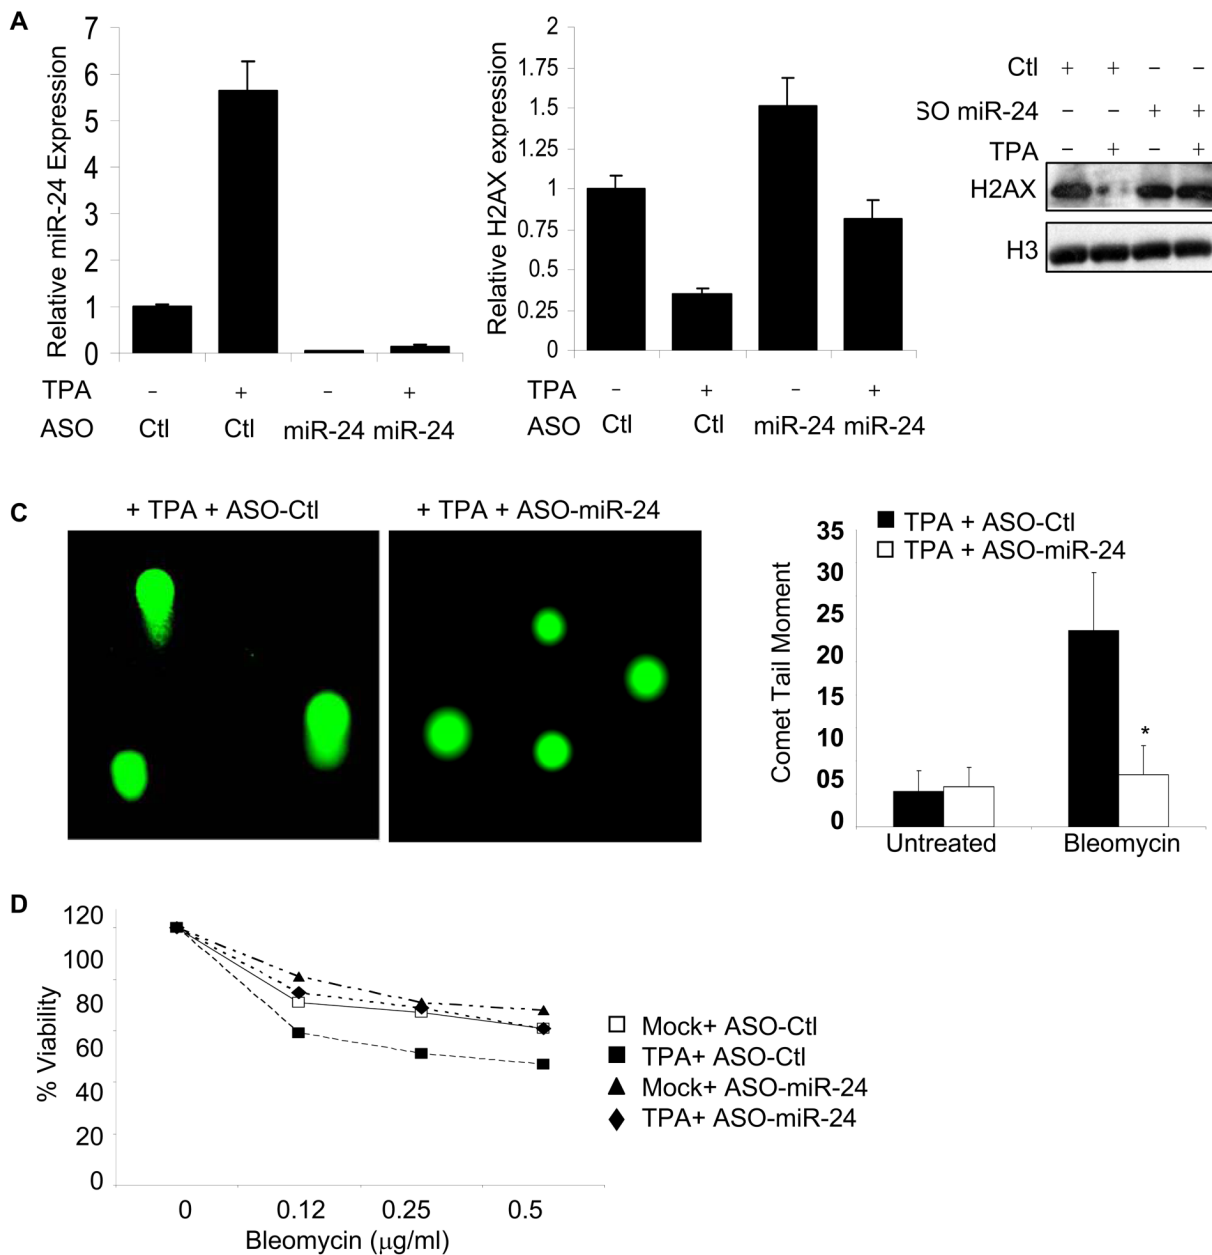 A
Relative miR-24 Expression
7
6
5
4
3
2
1
0
TPA - + - +
ASO Ctl Ctl miR-24 miR-24
Relative H2AX expression
2
1.75
1.5
1.25
1
0.75
0.5
0.25
0
TPA - + - +
ASO Ctl Ctl miR-24 miR-24
Ctl + + - -
SO miR-24 - - + +
TPA - + - +
H2AX
H3
C
+ TPA + ASO-Ctl
+ TPA + ASO-miR-24
TPA + ASO-Ctl
TPA + ASO-miR-24
Comet Tail Moment
35
30
25
20
15
10
05
0
*
Untreated Bleomycin
D
% Viability
120
100
80
60
40
20
0
0 0.12 0.25 0.5
Bleomycin (μg/ml)
Mock+ ASO-Ctl
TPA+ ASO-Ctl
Mock+ ASO-miR-24
TPA+ ASO-miR-24